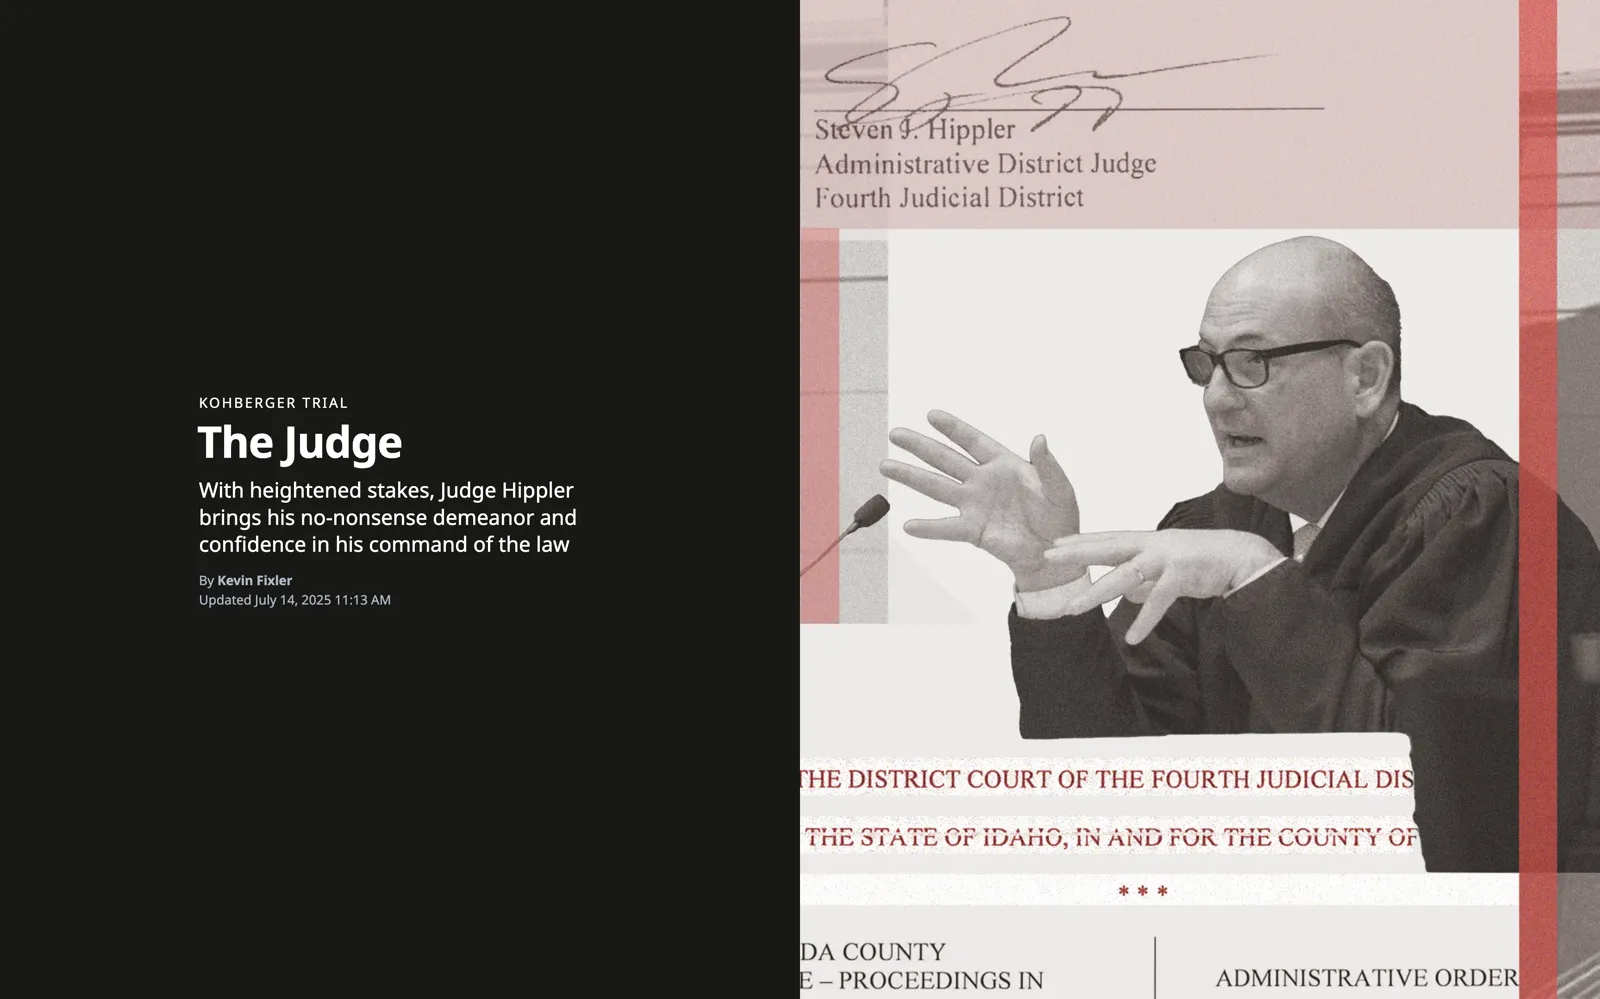 KOHBERGER TRIAL
The Judge
With heightened stakes, Judge Hippler
brings his no-nonsense demeanor and
confidence in his command of the law
By Kevin Fixler
Updated July 14, 2025 11:13 AM
Steven J. Hippler
Administrative District Judge
Fourth Judicial District
THE DISTRICT COURT OF THE FOURTH JUDICIAL DIS
THE STATE OF IDAHO, IN AND FOR THE COUNTY OF
***
DA COUNTY
E – PROCEEDINGS IN
ADMINISTRATIVE ORDER